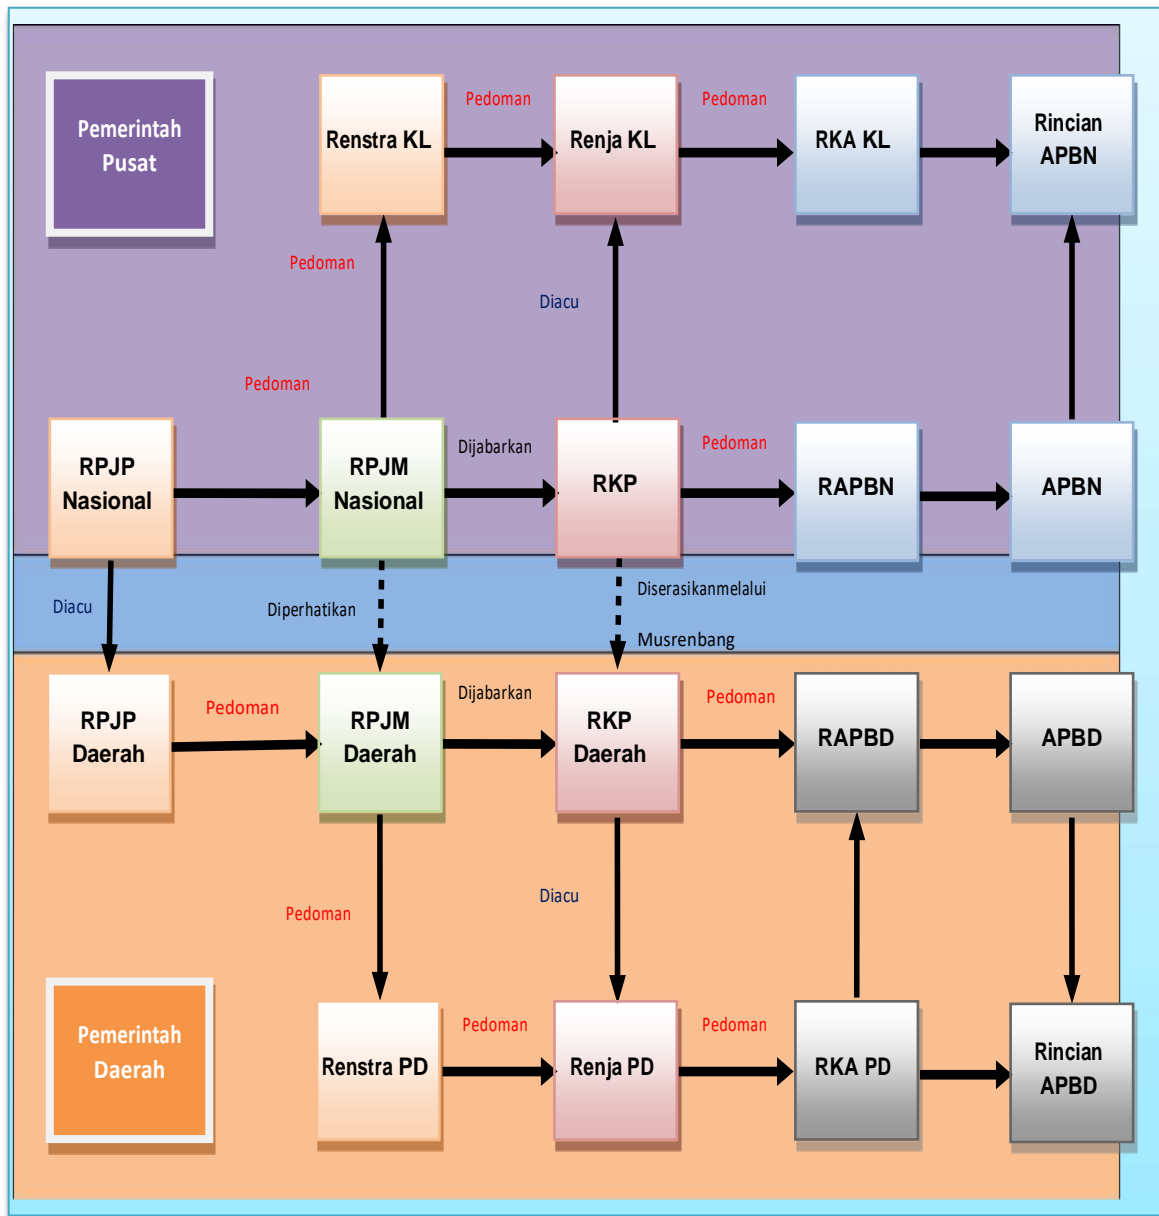 Pemerintah
Pusat
Renstra KL
Pedoman
Renja KL
Pedoman
RKA KL
Rincian
APBN
Pedoman
Diacu
Pedoman
RPJP
Nasional
RPJM
Nasional
Dijabarkan
RKP
Pedoman
RAPBN
APBN
Diacu
Diperhatikan
Diserasikanmelalui
Musrenbang
RPJP
Daerah
Pedoman
RPJM
Daerah
Dijabarkan
RKP
Daerah
Pedoman
RAPBD
APBD
Pedoman
Diacu
Pemerintah
Daerah
Renstra PD
Pedoman
Renja PD
Pedoman
RKA PD
Rincian
APBD